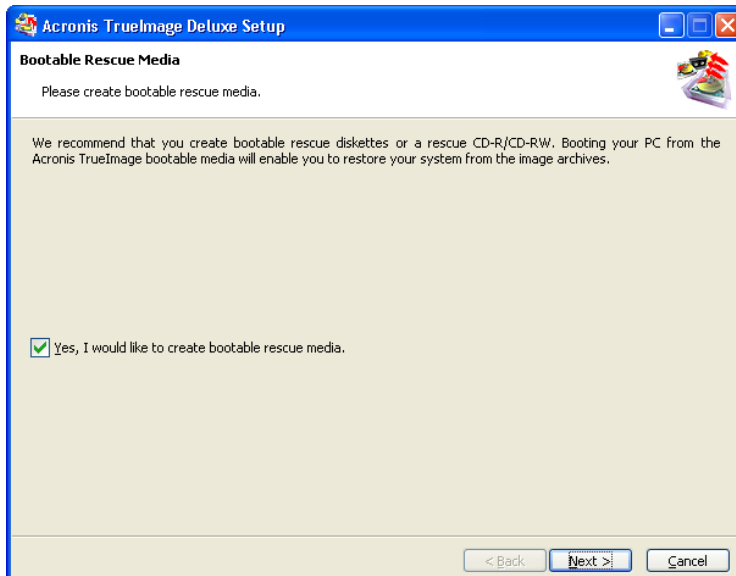 Acronis TrueImage Deluxe Setup
Bootable Rescue Media
Please create bootable rescue media.
We recommend that you create bootable rescue diskettes or a rescue CD-R/CD-RW. Booting your PC from the
Acronis TrueImage bootable media will enable you to restore your system from the image archives.
Yes, I would like to create bootable rescue media.
< Back
Next >
Cancel